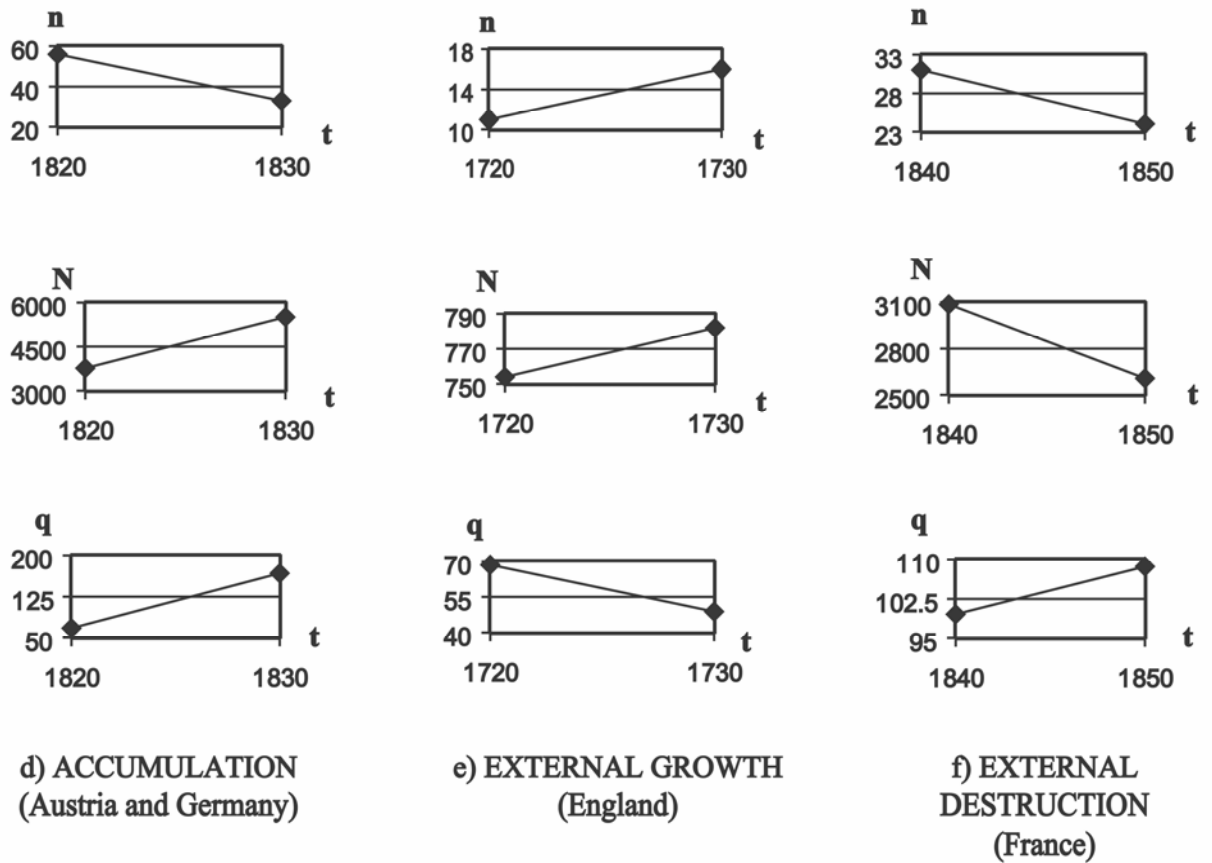 n
60
40
20
t
1820 1830
n
18
14
10
t
1720 1730
n
33
28
23
t
1840 1850
N
6000
4500
3000
t
1820 1830
N
790
770
750
t
1720 1730
N
3100
2800
2500
t
1840 1850
q
200
125
50
t
1820 1830
q
70
55
40
t
1720 1730
q
110
102.5
95
t
1840 1850
d) ACCUMULATION
(Austria and Germany)
e) EXTERNAL GROWTH
(England)
f) EXTERNAL
DESTRUCTION
(France)